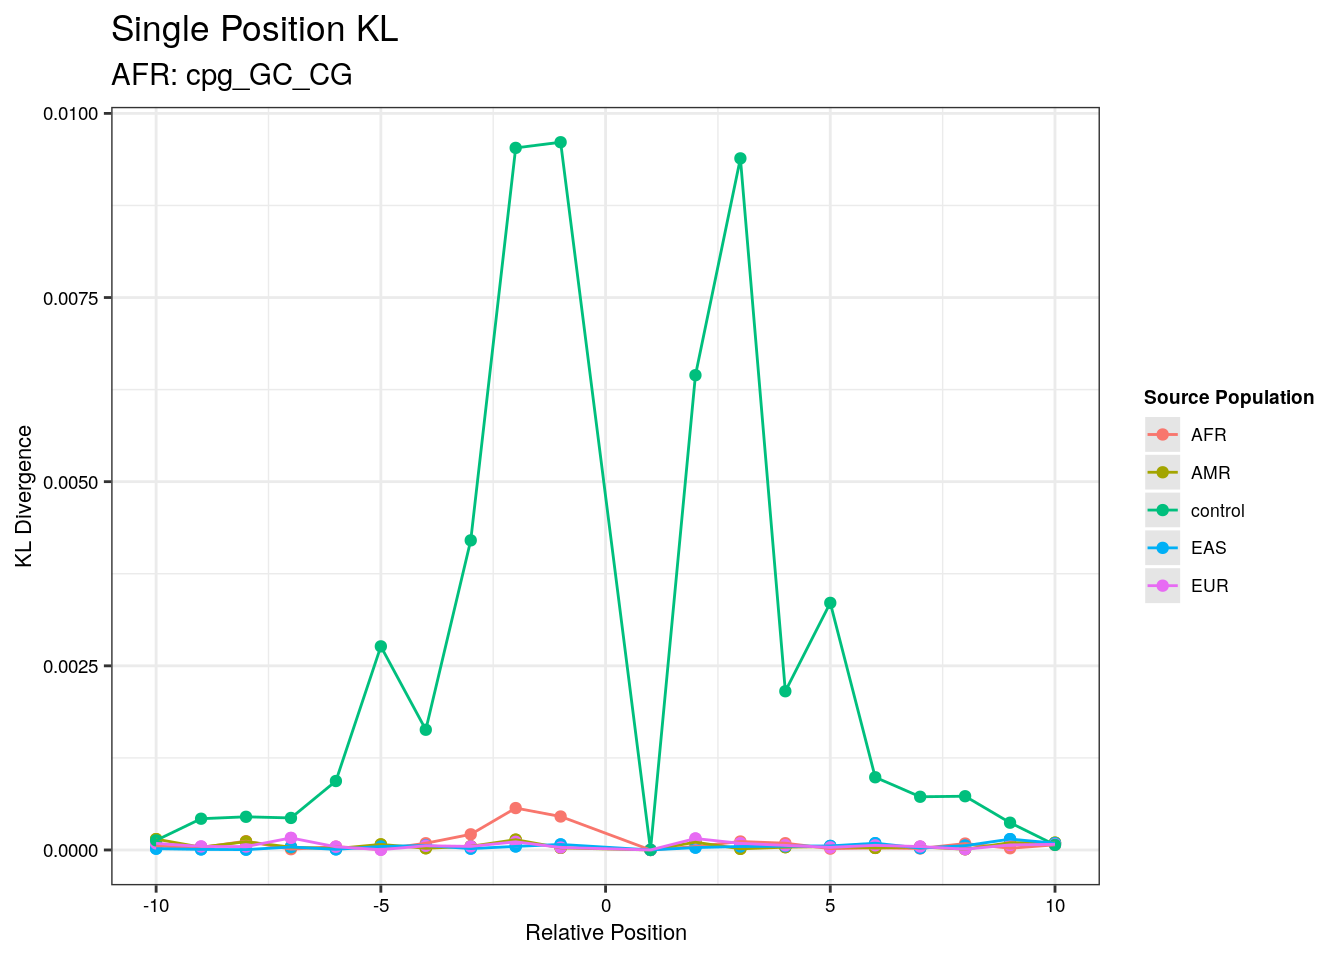 Single Position KL
AFR: cpg_GC_CG
KL Divergence
0.0100
0.0075
0.0050
0.0025
0.0000
-10
-5
0
5
10
Relative Position
Source Population
AFR
AMR
control
EAS
EUR